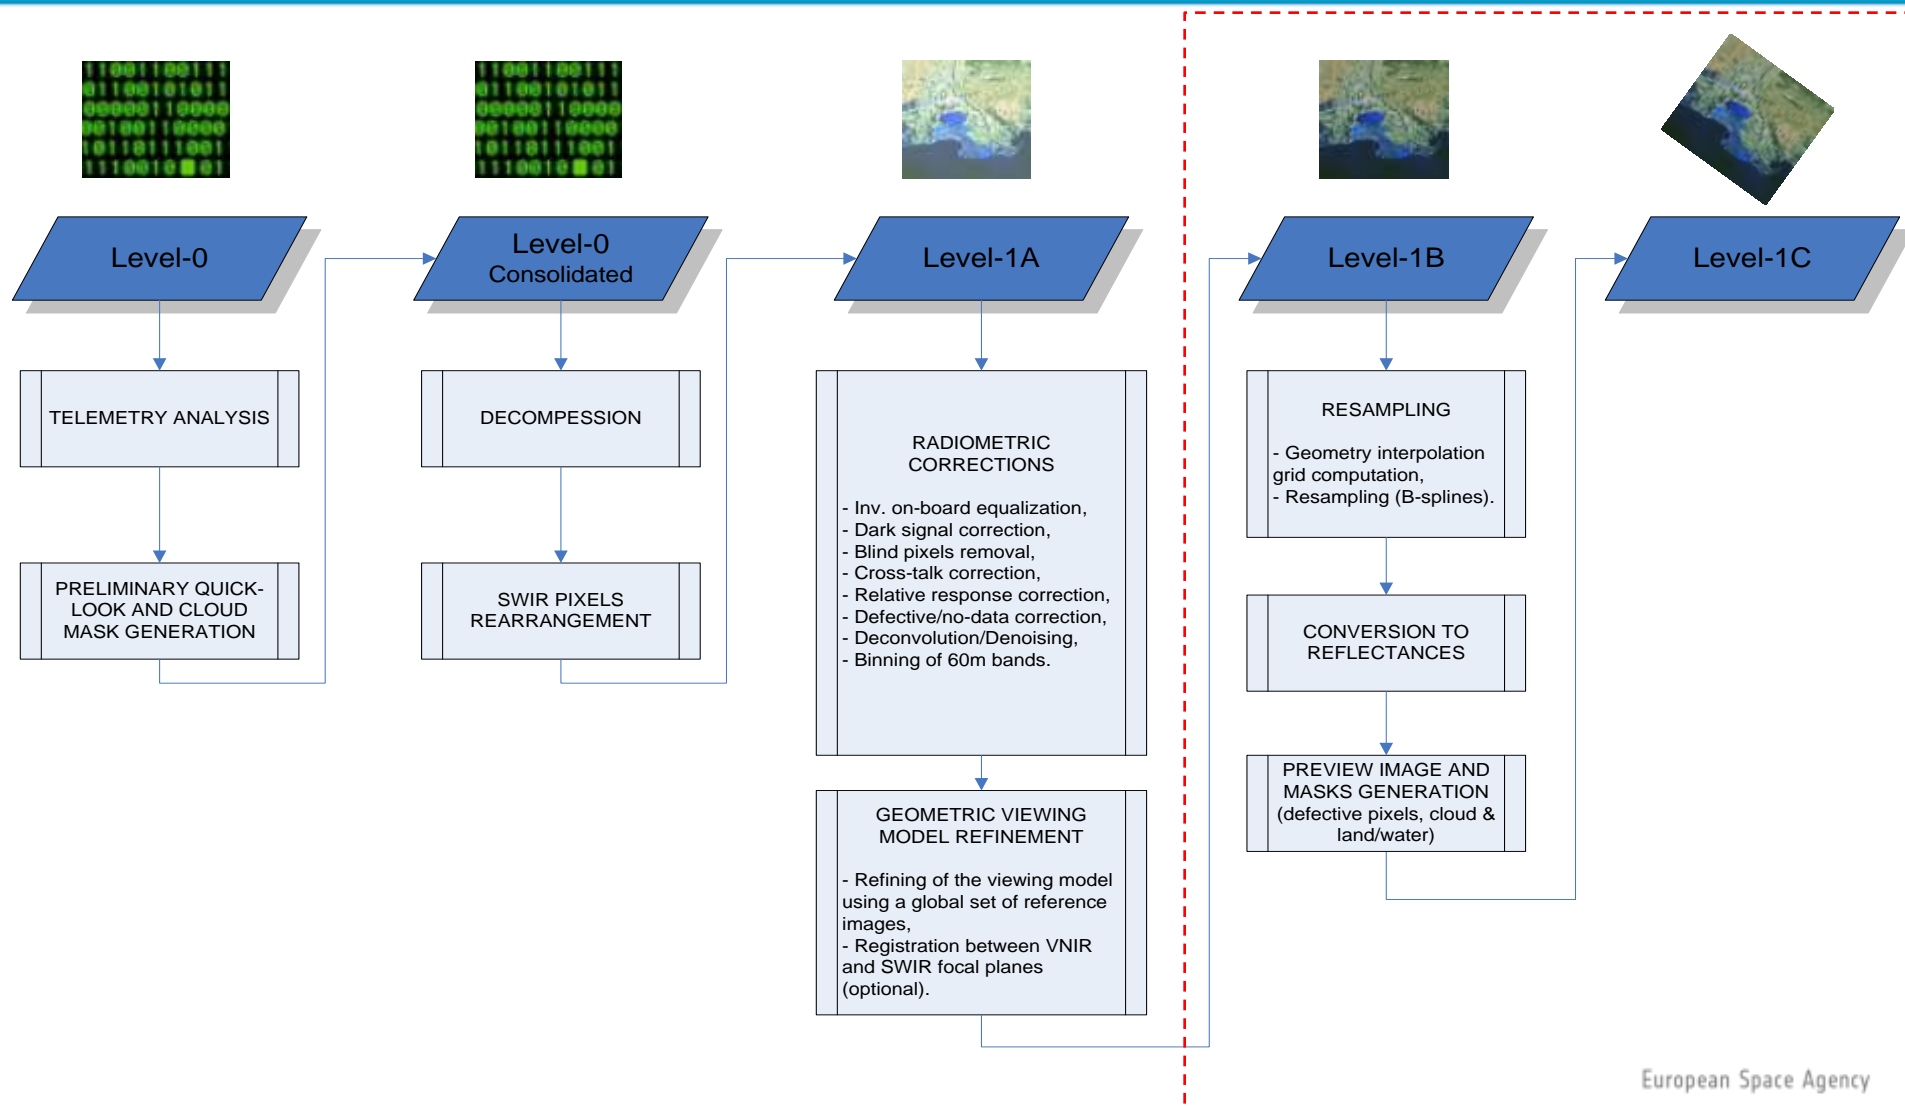 Level-0
TELEMETRY ANALYSIS
PRELIMINARY QUICK-
LOOK AND CLOUD
MASK GENERATION
Level-0
Consolidated
DECOMPESSION
SWIR PIXELS
REARRANGEMENT
Level-1A
RADIOMETRIC
CORRECTIONS
- Inv. on-board equalization,
- Dark signal correction,
- Blind pixels removal,
- Cross-talk correction,
- Relative response correction,
- Defective/no-data correction,
- Deconvolution/Denoising,
- Binning of 60m bands.
GEOMETRIC VIEWING
MODEL REFINEMENT
- Refining of the viewing model
using a global set of reference
images,
- Registration between VNIR
and SWIR focal planes
(optional).
Level-1B
RESAMPLING
- Geometry interpolation
grid computation,
- Resampling (B-splines).
CONVERSION TO
REFLECTANCES
PREVIEW IMAGE AND
MASKS GENERATION
(defective pixels, cloud &
land/water)
Level-1C
European Space Agency